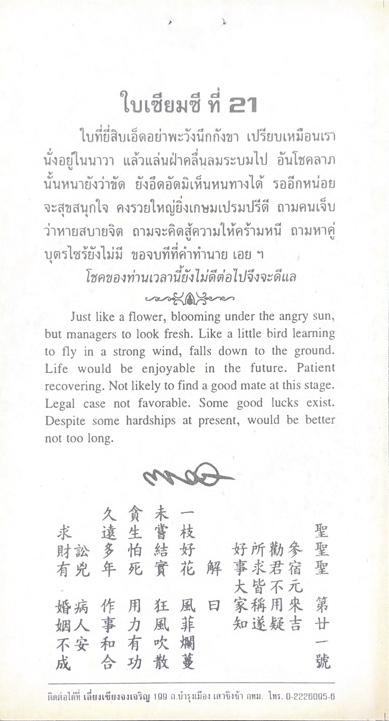 ใบเซียมซี ที่ 21
ใบที่ยี่สิบเอ็ดอย่าพะวังนึกกังขา เปรียบเหมือนเรา
นั่งอยู่ในนาวา แล้วแล่นฝ่าคลื่นลมระบมไป อันโชคลาภ
นั้นหนายังว่าขัด ยังอึดอัดมิเห็นหนทางได้ รออีกหน่อย
จะสุขสนุกใจ คงรวยใหญ่ยิ่งเกษมเปรมปรีดี ถามคนเจ็บ
ว่าหายสบายจิต ถามจะคิดสู้ความให้คร้ามหนี ถามหาคู่
บุตรไซร้ยังไม่มี ขอจบทีที่คำทำนาย เอย ฯ
โชคของท่านเวลานี้ยังไม่ดีต่อไปจึงจะดีแล
Just like a flower, blooming under the angry sun,
but managers to look fresh. Like a little bird learning
to fly in a strong wind, falls down to the ground.
Life would be enjoyable in the future. Patient
recovering. Not likely to find a good mate at this stage.
Legal case not favorable. Some good lucks exist.
Despite some hardships at present, would be better
not too long.
聖聖聖 第廿一號
參宿元來吉
勸君不用疑
所求皆稱遂
好事大家知
解曰
一枝好花 風菲爛蔓
未嘗結實 狂風吹散
貪生怕死 用力有功
久遠多年 作事和合
訟兇 病人安
求財有 婚姻不成
ติดต่อได้ที่ เลี่ยงเซียงจงเจริญ 199 ถ.บำรุงเมือง เสาชิงช้า กทม. โทร. 0-2226005-6